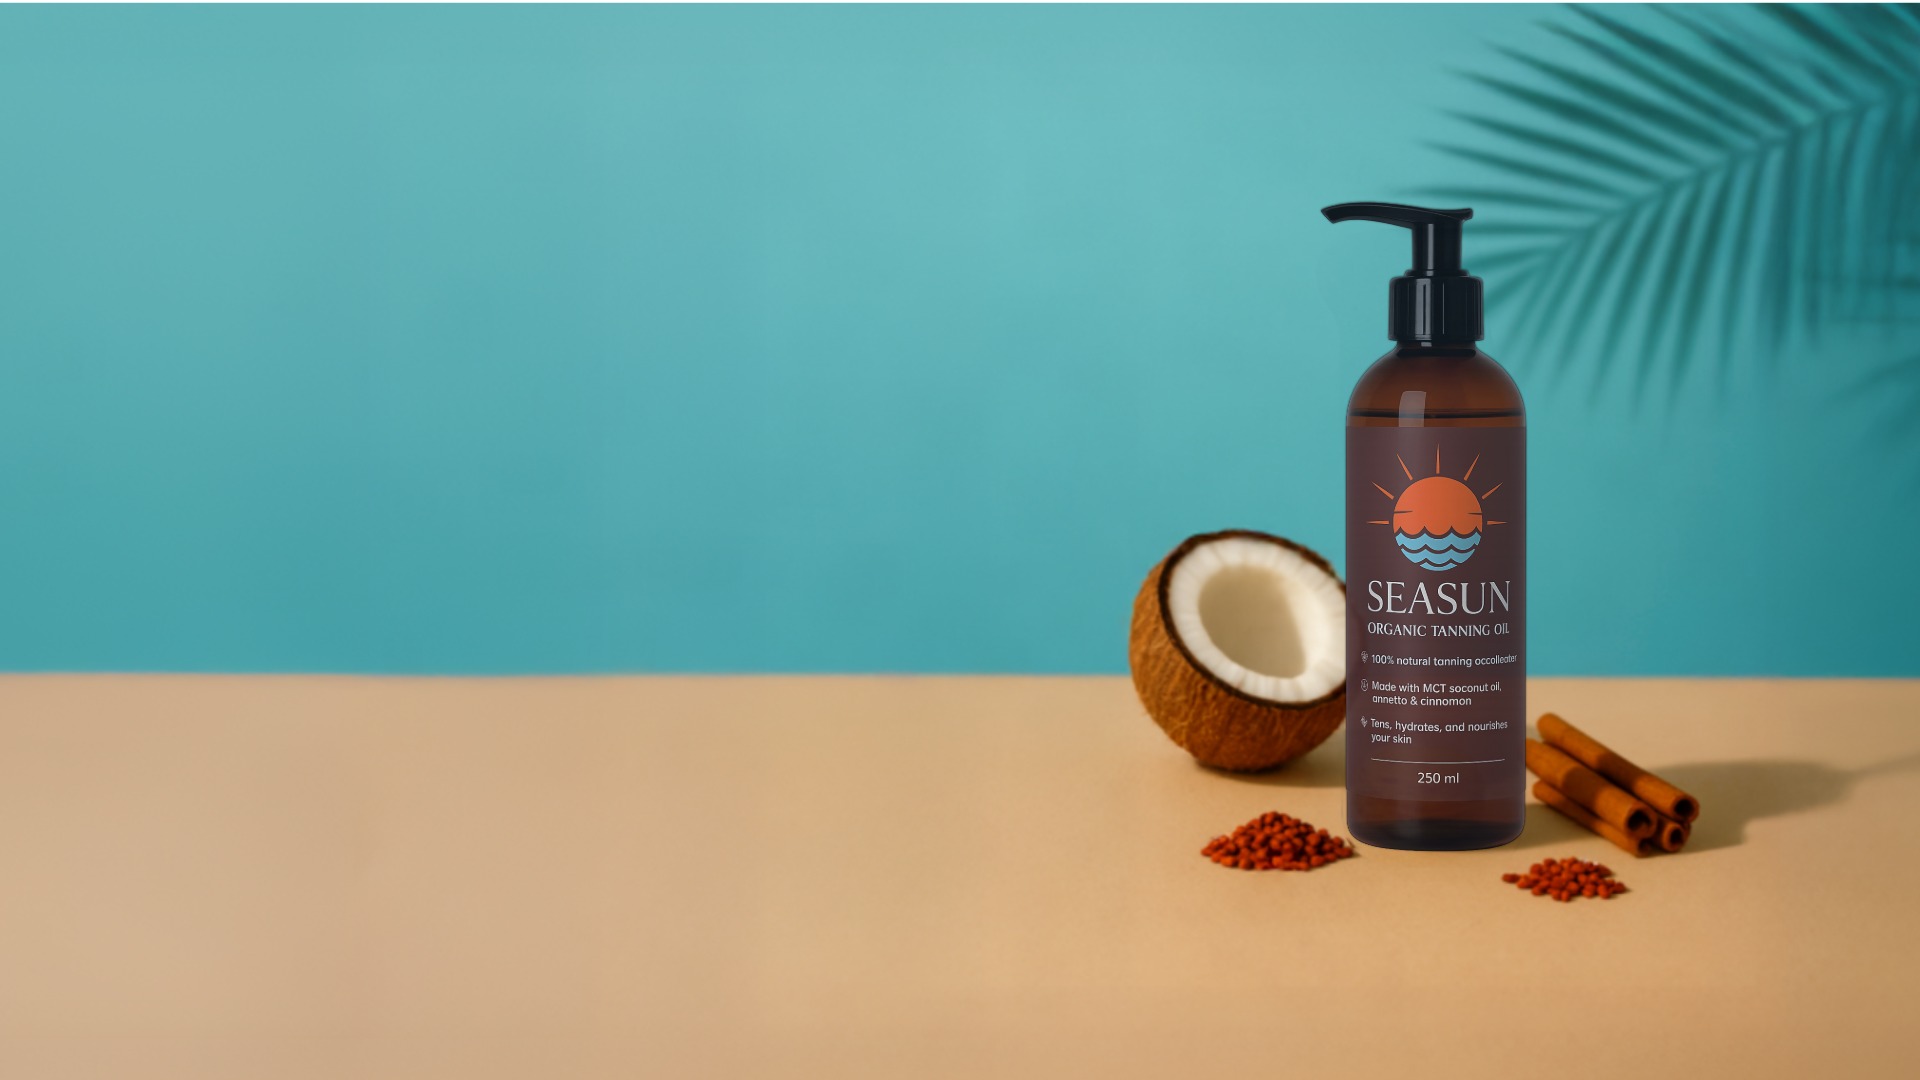 SEASUN
ORGANIC TANNING OIL
100% notural tanning occolleater
Made with MCT soconut oil,
annetto & cinnomon
Tens, hydrates, and nourishes
your skin
250 ml